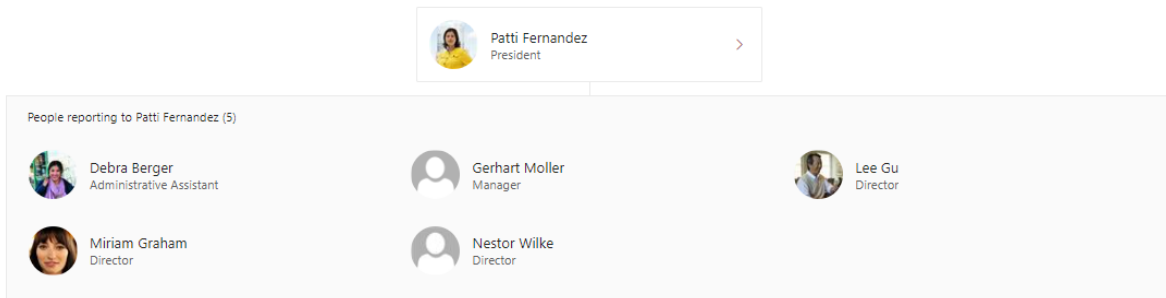 Patti Fernandez
President
People reporting to Patti Fernandez (5)
Debra Berger
Administrative Assistant
Gerhart Moller
Manager
Lee Gu
Director
Miriam Graham
Director
Nestor Wilke
Director